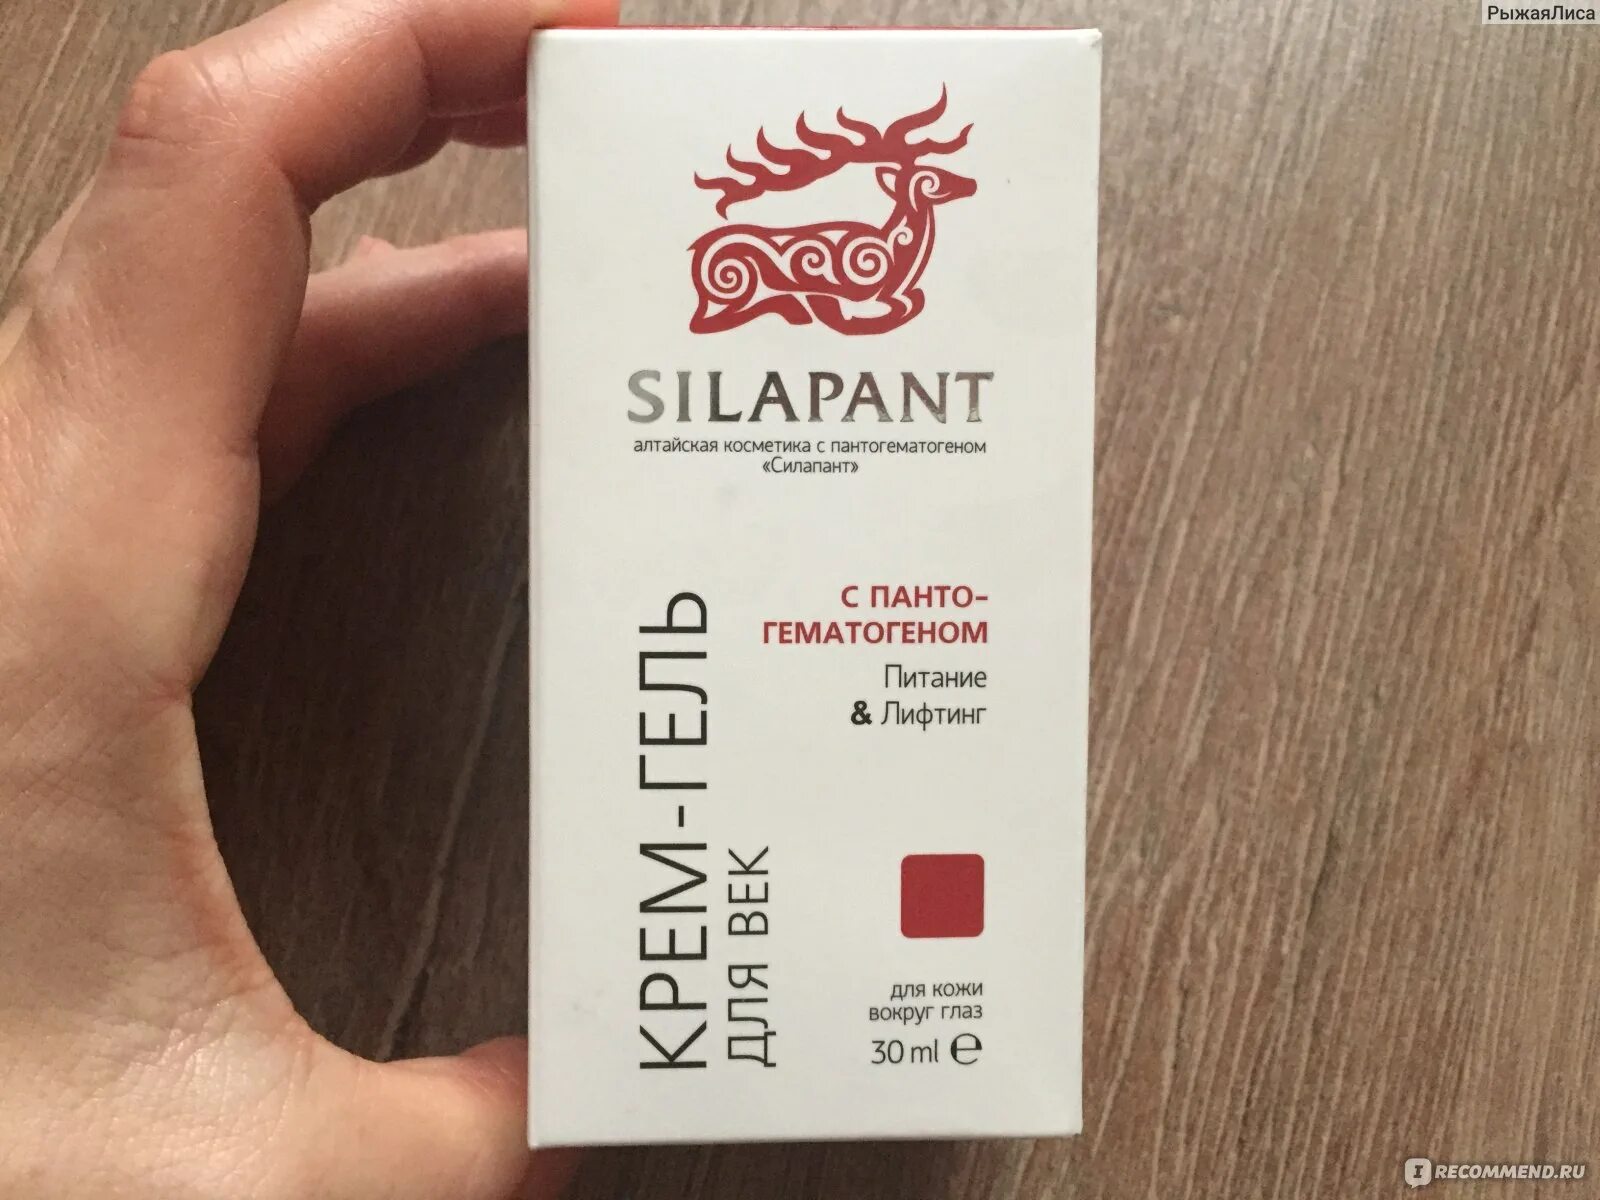 РыжаяЛиса
SILAPANT
алтайская косметика с пантогематогеном
«Силапант»
КРЕМ-ГЕЛЬ
ДЛЯ ВЕК
С ПАНТО-
ГЕМАТОГЕНОМ
Питание
& Лифтинг
для кожи
вокруг глаз
30 ml ℮
IRECOMMEND.RU